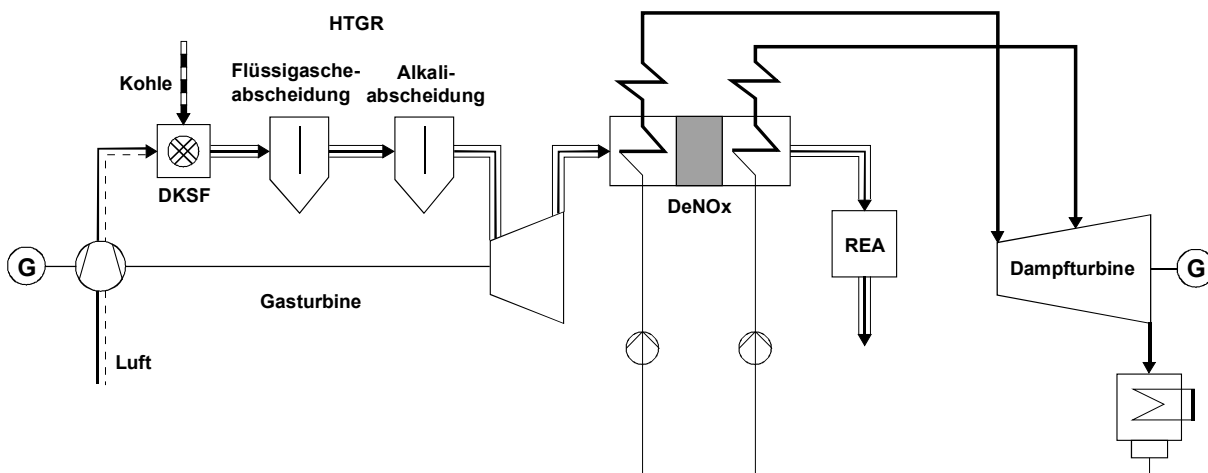 HTGR
Kohle
Flüssigasche-
abscheidung
Alkali-
abscheidung
DKSF
DeNOx
REA
G
Gasturbine
Dampfturbine
G
Luft